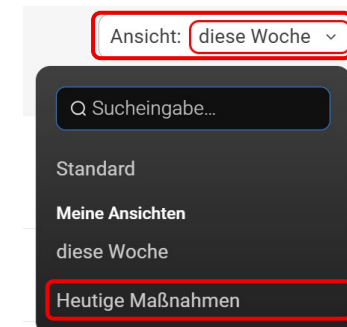 Ansicht: diese Woche
Sucheingabe...
Standard
Meine Ansichten
diese Woche
Heutige Maßnahmen